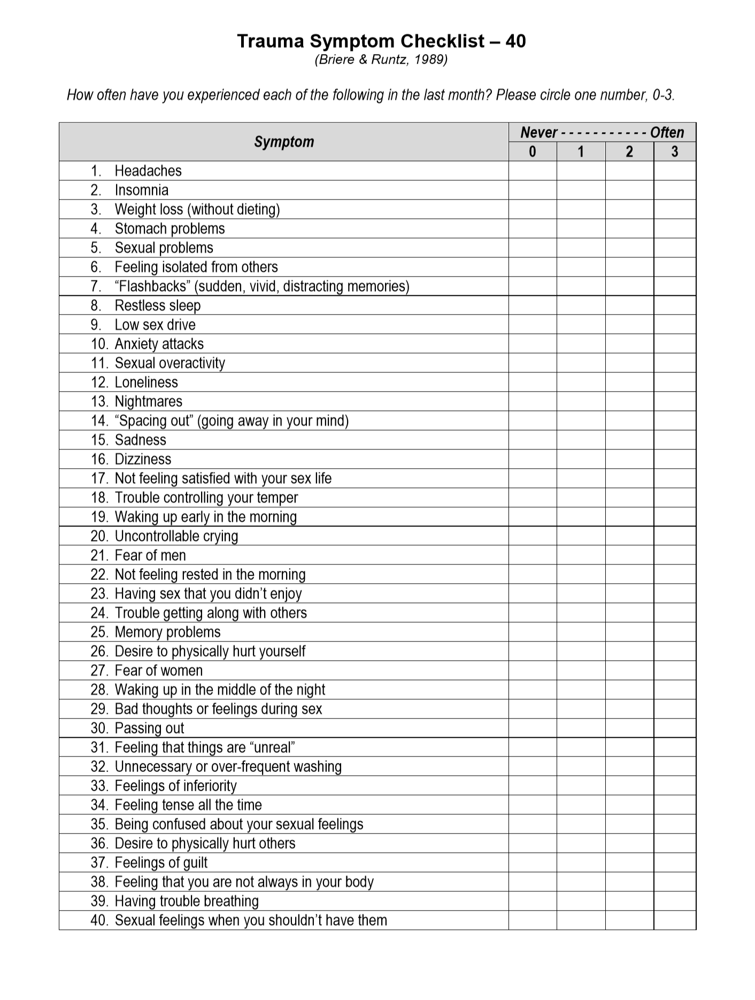 Trauma Symptom Checklist – 40
(Briere & Runtz, 1989)
How often have you experienced each of the following in the last month? Please circle one number, 0-3.
Symptom
Never - - - - - - - - - - - Often
0 1 2 3
1. Headaches
2. Insomnia
3. Weight loss (without dieting)
4. Stomach problems
5. Sexual problems
6. Feeling isolated from others
7. “Flashbacks” (sudden, vivid, distracting memories)
8. Restless sleep
9. Low sex drive
10. Anxiety attacks
11. Sexual overactivity
12. Loneliness
13. Nightmares
14. “Spacing out” (going away in your mind)
15. Sadness
16. Dizziness
17. Not feeling satisfied with your sex life
18. Trouble controlling your temper
19. Waking up early in the morning
20. Uncontrollable crying
21. Fear of men
22. Not feeling rested in the morning
23. Having sex that you didn’t enjoy
24. Trouble getting along with others
25. Memory problems
26. Desire to physically hurt yourself
27. Fear of women
28. Waking up in the middle of the night
29. Bad thoughts or feelings during sex
30. Passing out
31. Feeling that things are “unreal”
32. Unnecessary or over-frequent washing
33. Feelings of inferiority
34. Feeling tense all the time
35. Being confused about your sexual feelings
36. Desire to physically hurt others
37. Feelings of guilt
38. Feeling that you are not always in your body
39. Having trouble breathing
40. Sexual feelings when you shouldn’t have them